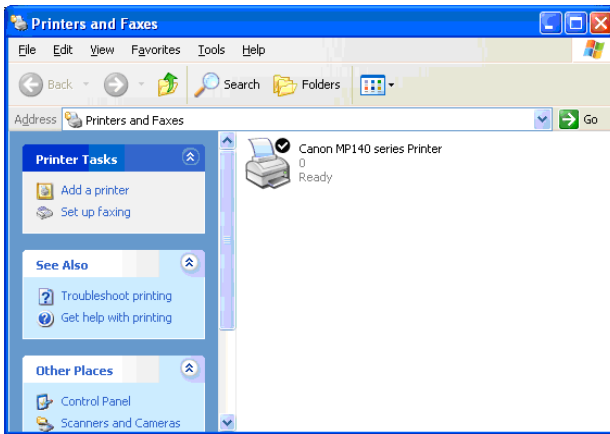 Printers and Faxes
File Edit View Favorites Tools Help
Back Search Folders
Address Printers and Faxes Go
Printer Tasks
Add a printer
Set up faxing
See Also
Troubleshoot printing
Get help with printing
Other Places
Control Panel
Scanners and Cameras
Canon MP140 series Printer
0
Ready